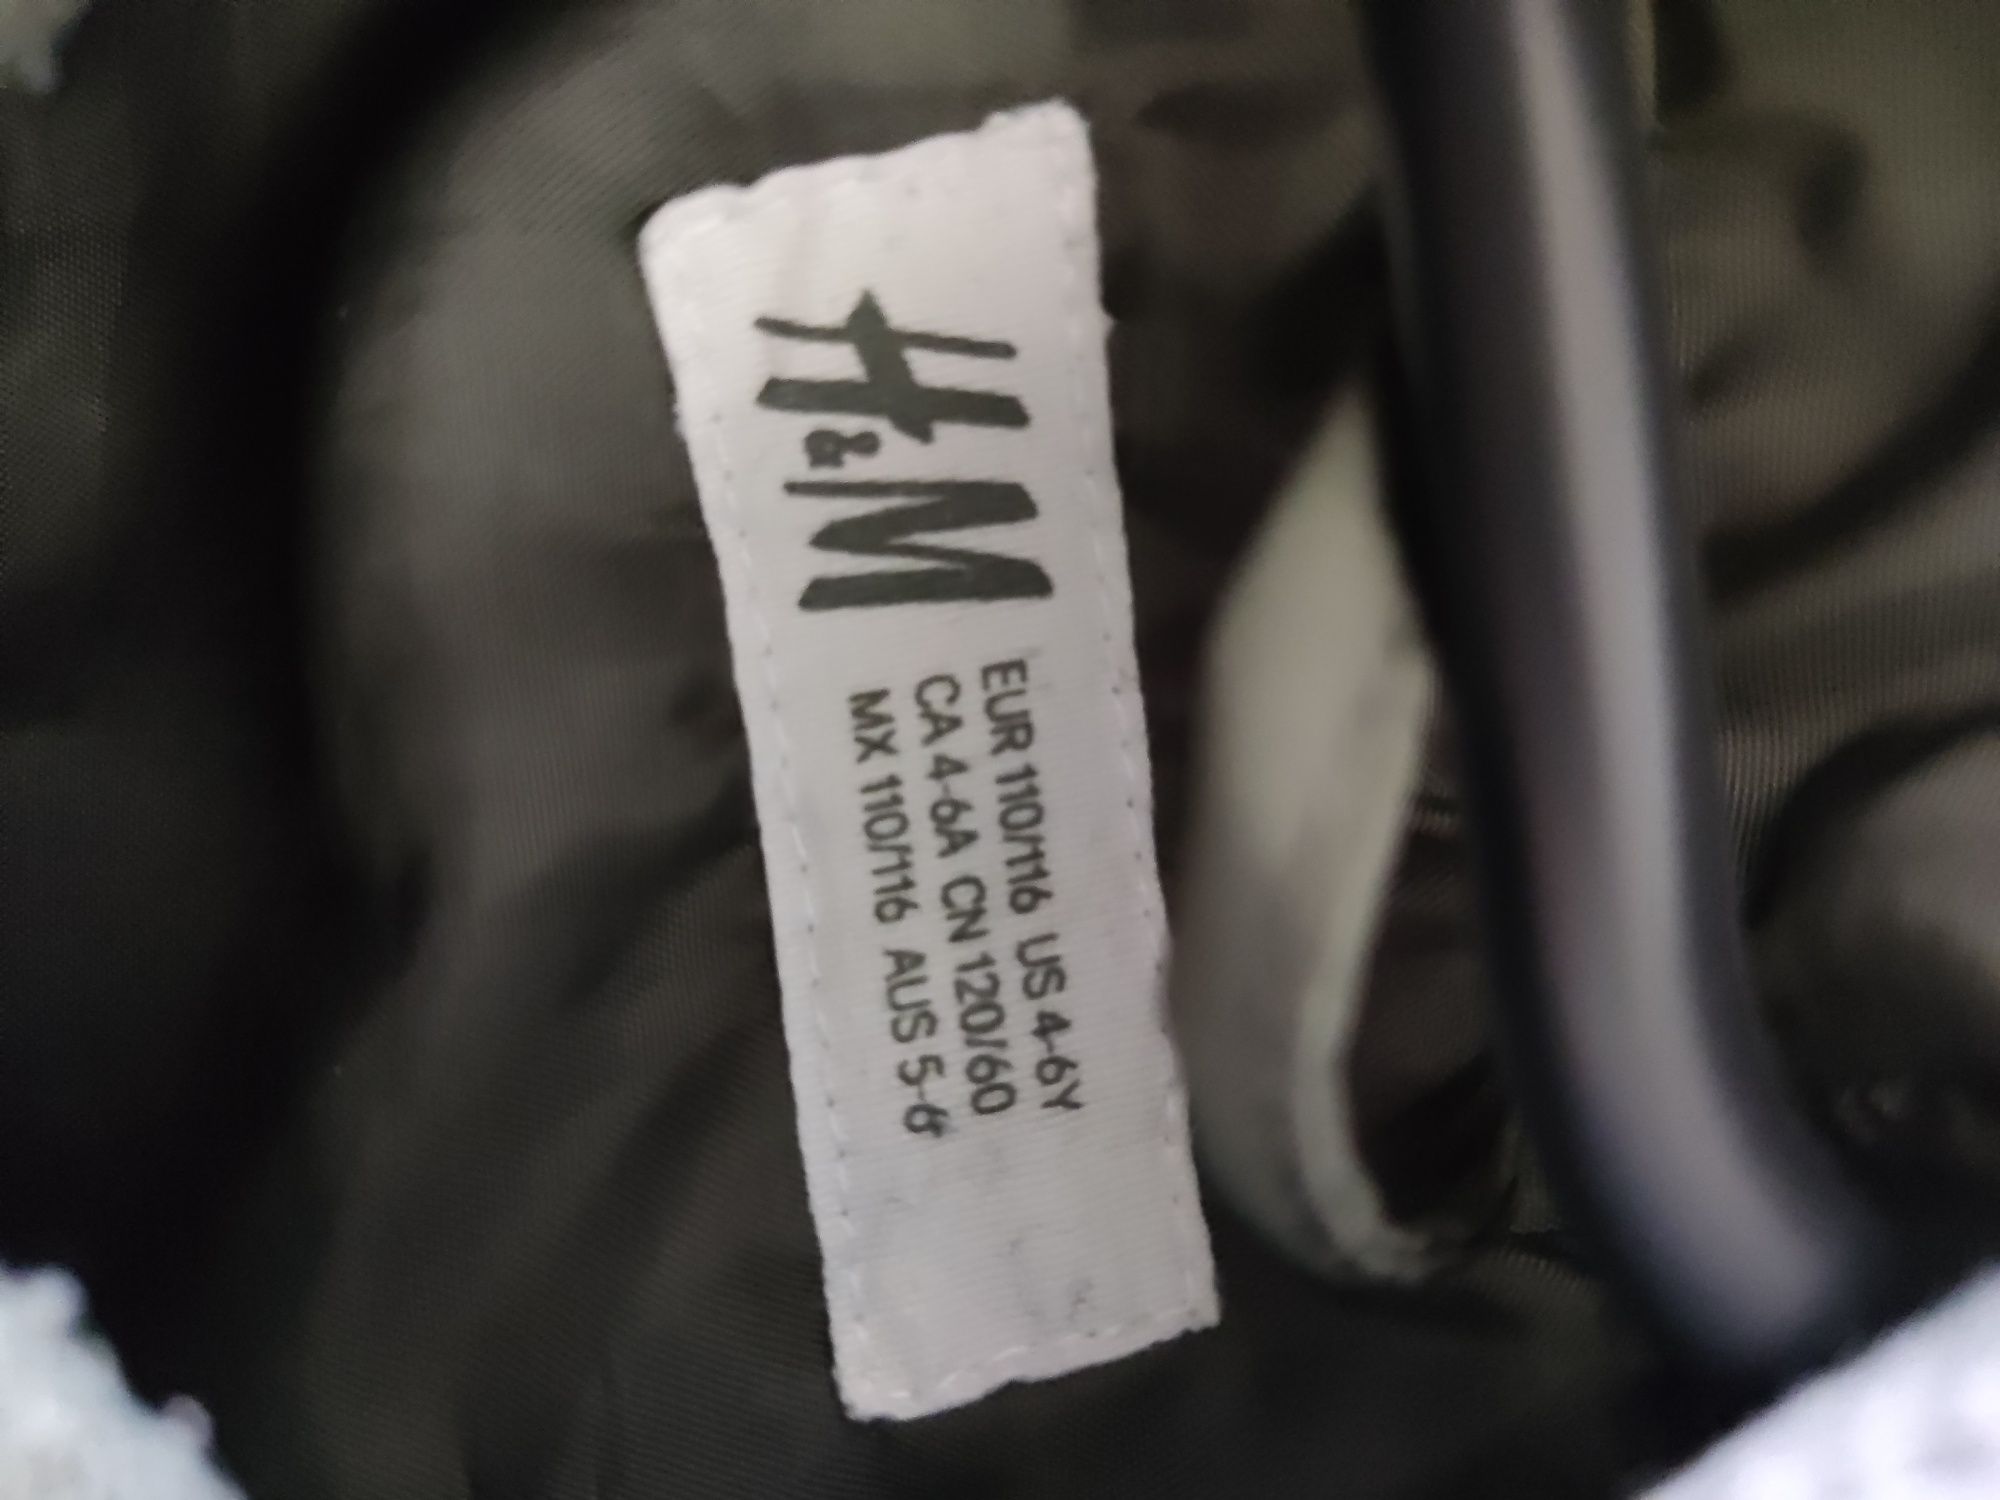 H&M
EUR 110/116 US 4-6Y
CA 4-6A CN 120/60
MX 110/116 AUS 5-6